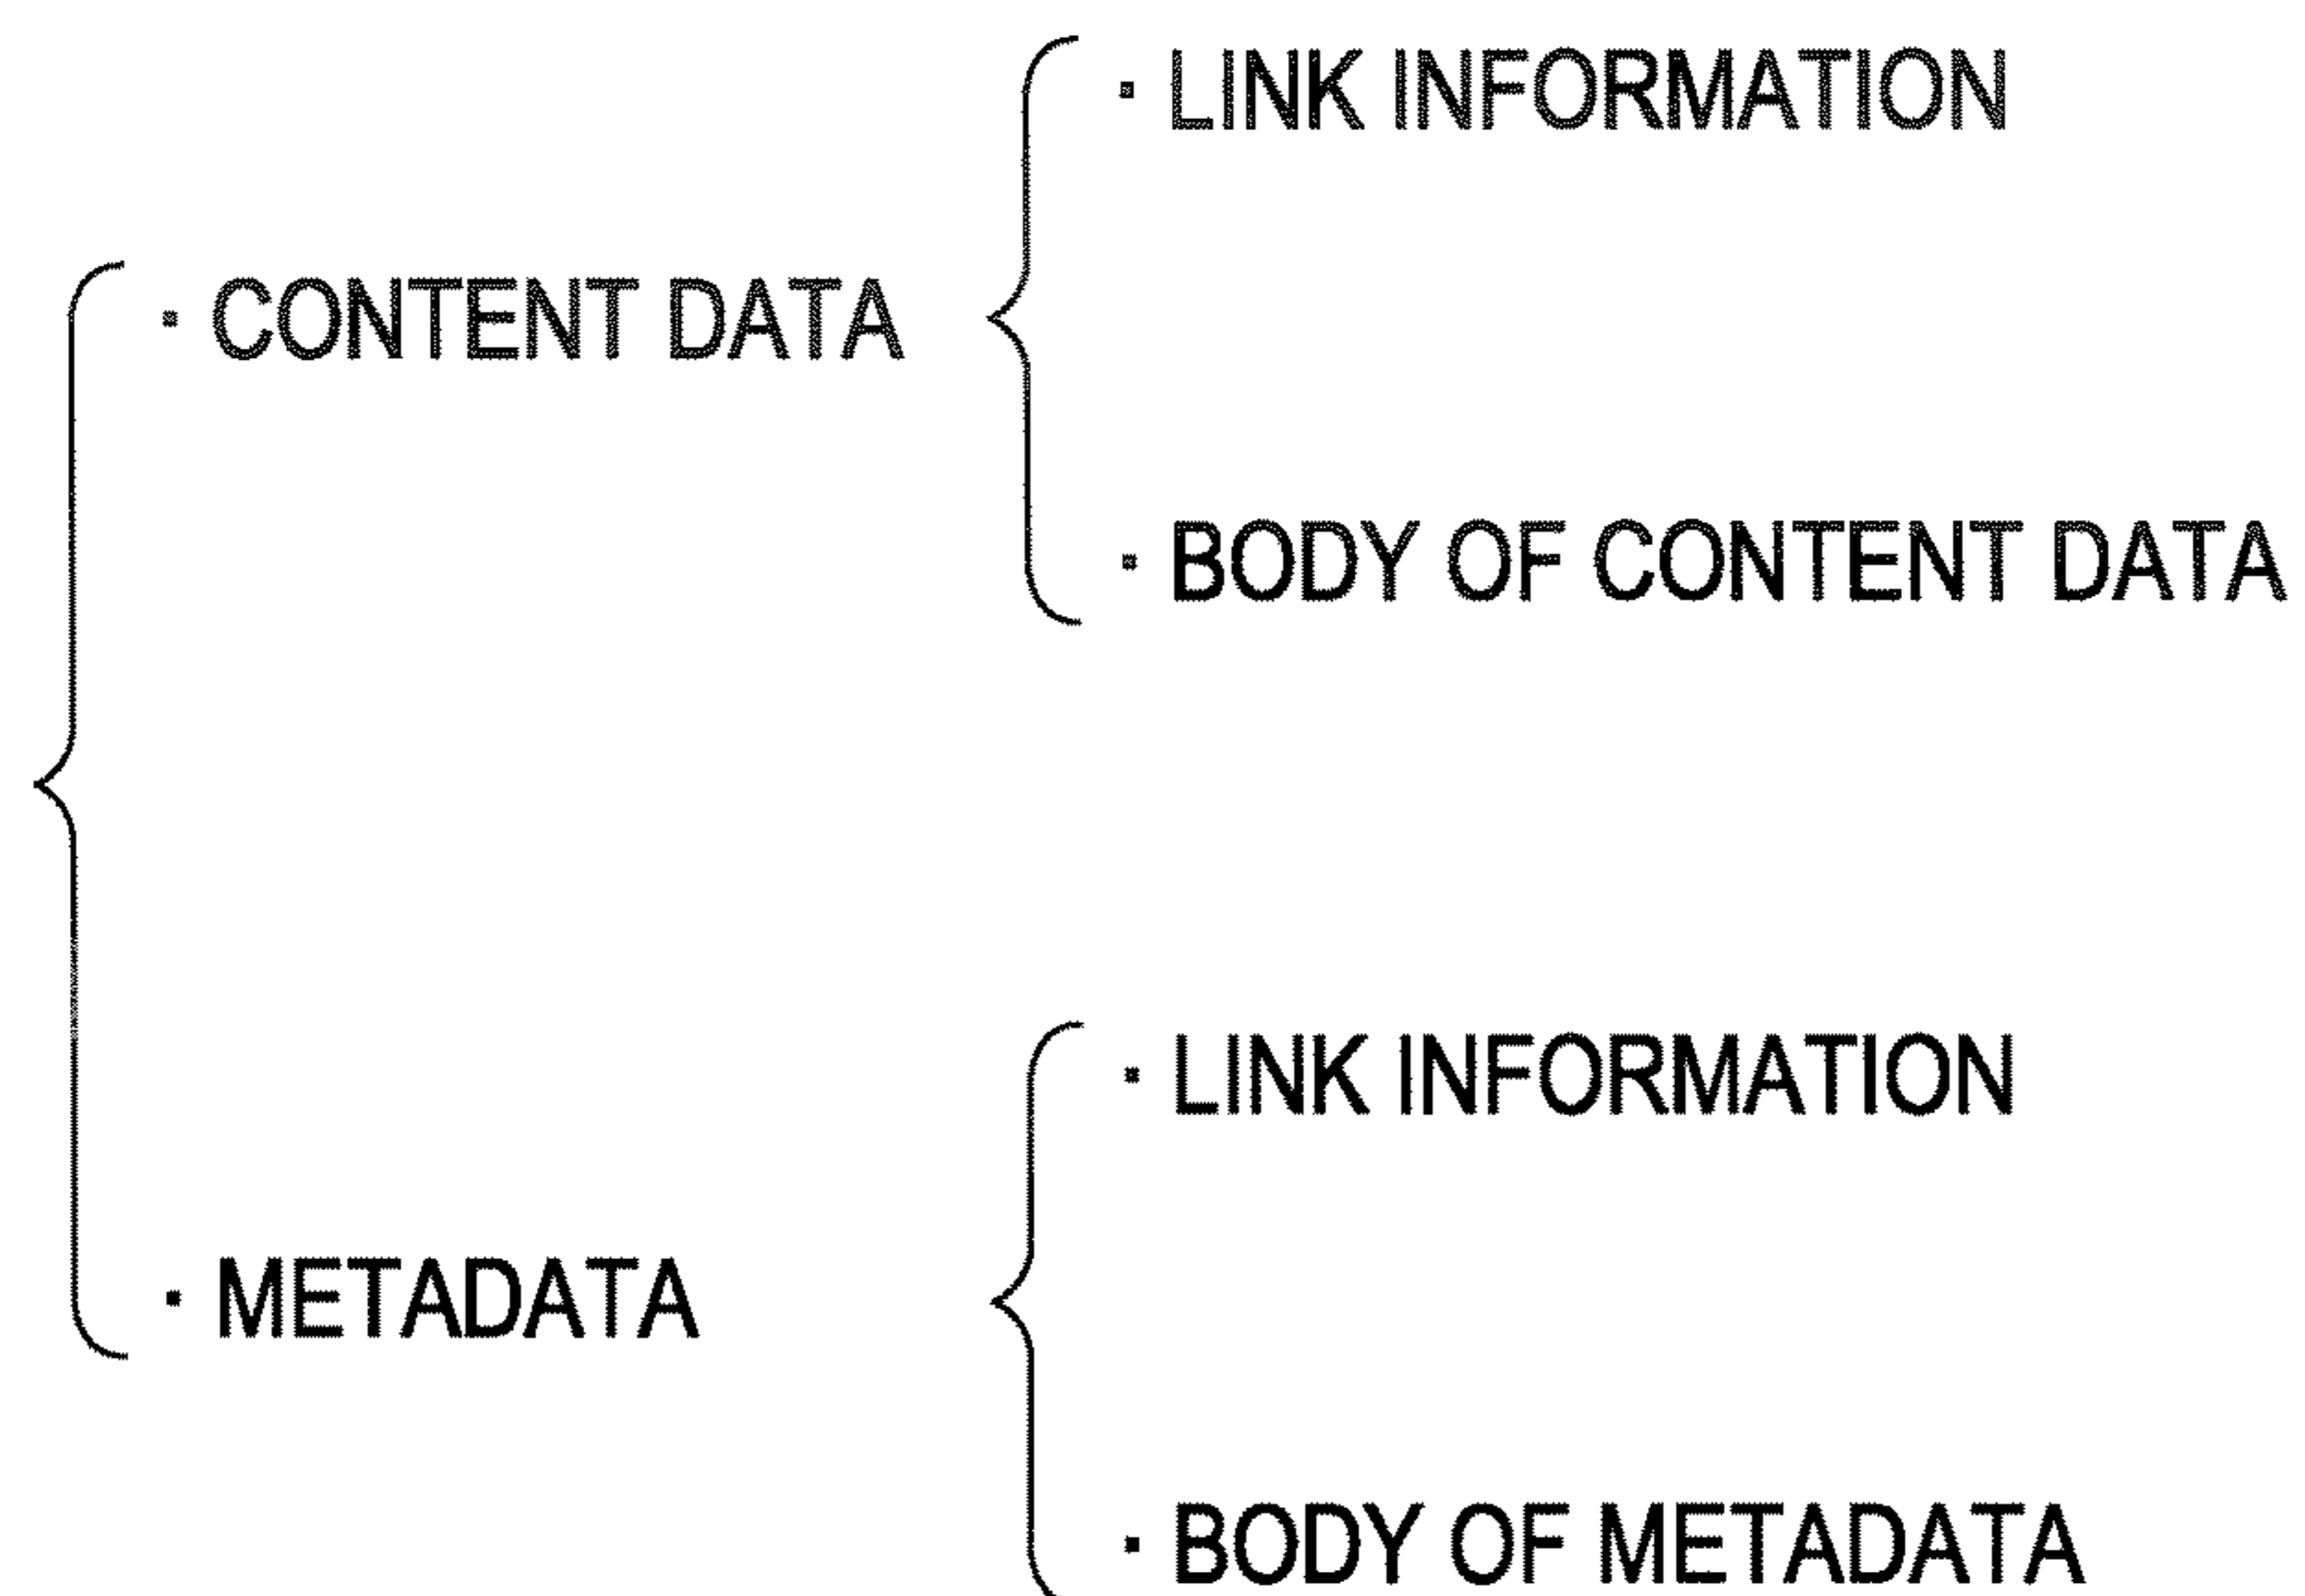 · LINK INFORMATION
· CONTENT DATA
· BODY OF CONTENT DATA
· LINK INFORMATION
· METADATA
· BODY OF METADATA